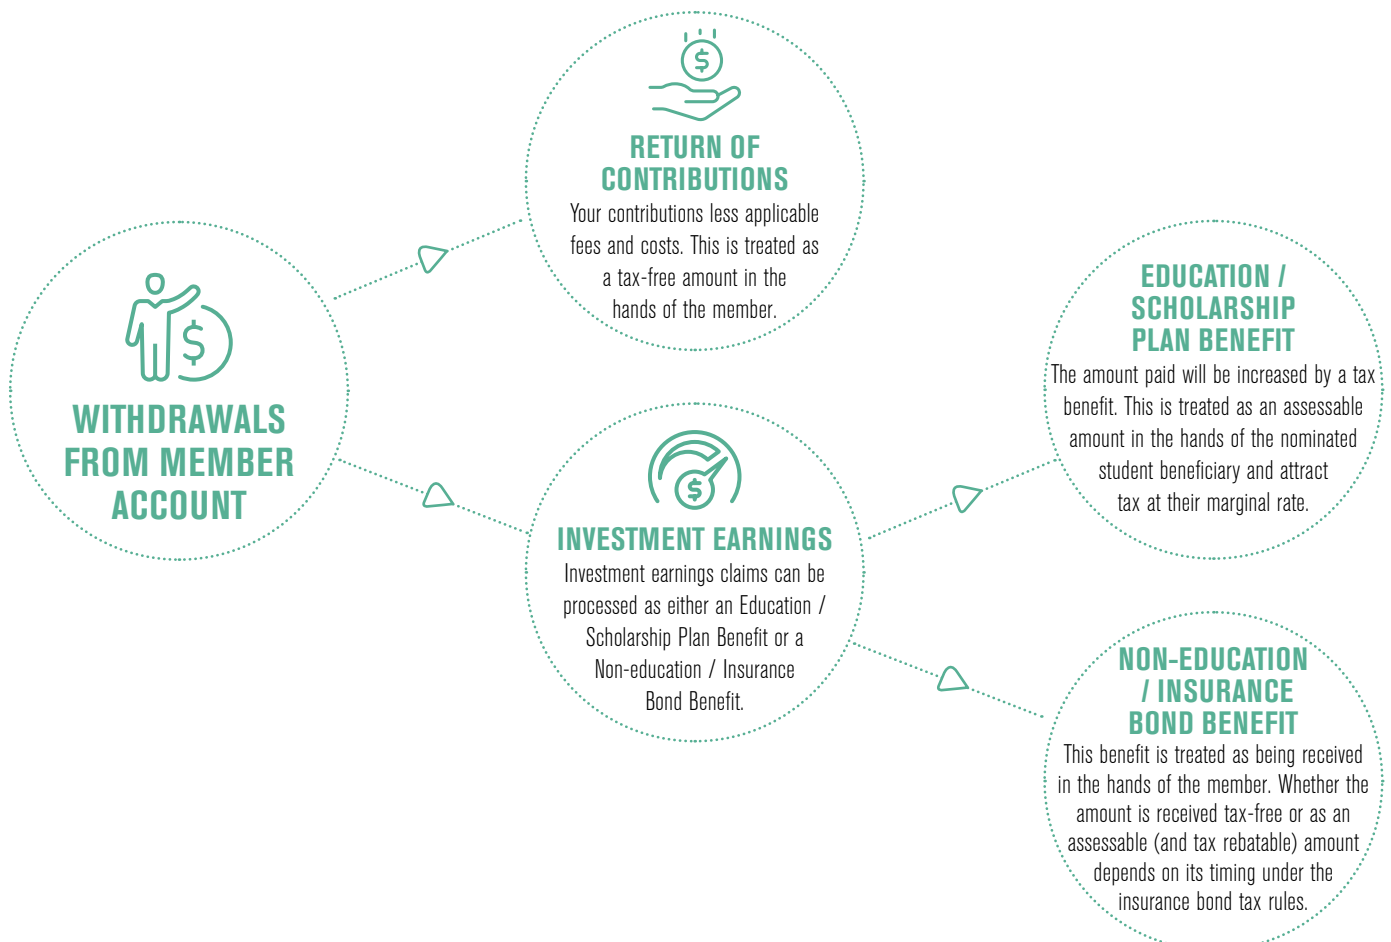 WITHDRAWALS
FROM MEMBER
ACCOUNT
$
$
RETURN OF
CONTRIBUTIONS
Your contributions less applicable
fees and costs. This is treated as
a tax-free amount in the
hands of the member.
$
INVESTMENT EARNINGS
Investment earnings claims can be
processed as either an Education /
Scholarship Plan Benefit or a
Non-education / Insurance
Bond Benefit.
EDUCATION /
SCHOLARSHIP
PLAN BENEFIT
The amount paid will be increased by a tax
benefit. This is treated as an assessable
amount in the hands of the nominated
student beneficiary and attract
tax at their marginal rate.
NON-EDUCATION
/ INSURANCE
BOND BENEFIT
This benefit is treated as being received
in the hands of the member. Whether the
amount is received tax-free or as an
assessable (and tax rebatable) amount
depends on its timing under the
insurance bond tax rules.